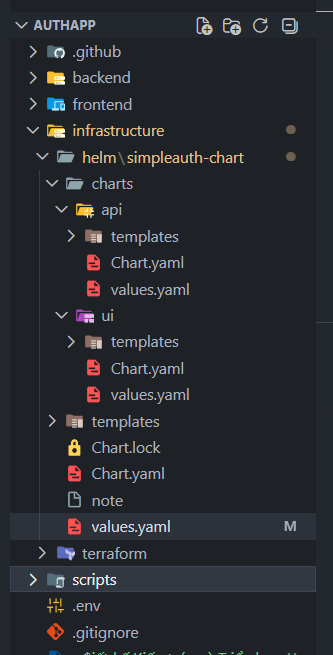 AUTHAPP
.github
backend
frontend
infrastructure
helm\simpleauth-chart
charts
api
templates
Chart.yaml
values.yaml
ui
templates
Chart.yaml
values.yaml
templates
Chart.lock
Chart.yaml
note
values.yaml M
terraform
scripts
.env
.gitignore